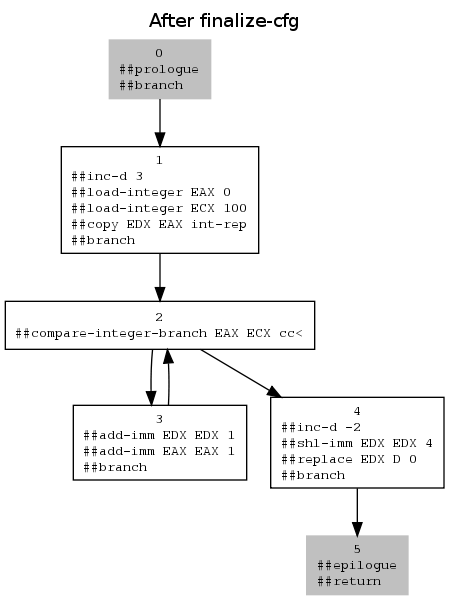 After finalize-cfg
0
##prologue
##branch
1
##inc-d 3
##load-integer EAX 0
##load-integer ECX 100
##copy EDX EAX int-rep
##branch
2
##compare-integer-branch EAX ECX cc<
3
##add-imm EDX EDX 1
##add-imm EAX EAX 1
##branch
4
##inc-d -2
##shl-imm EDX EDX 4
##replace EDX D 0
##branch
5
##epilogue
##return